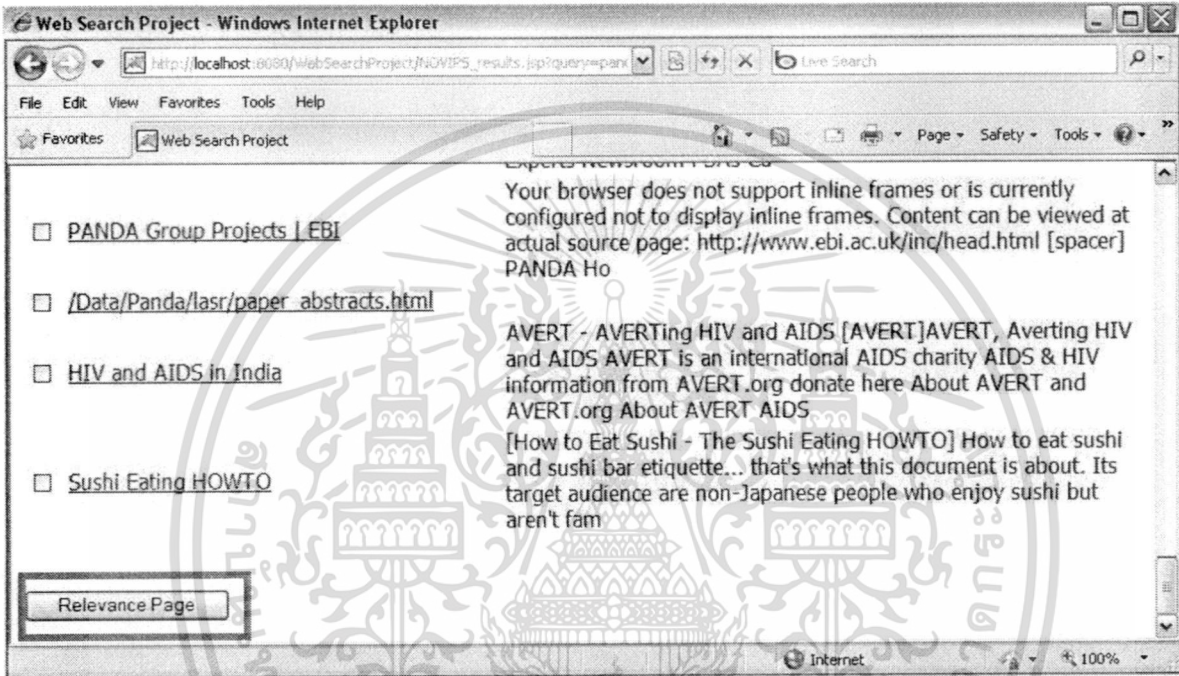 Web Search Project - Windows Internet Explorer
http://localhost:8080/WebSearchProject/NOVIPS_results.jsp?query=pan
Live Search
File Edit View Favorites Tools Help
Favorites Web Search Project Page Safety Tools
Experts Newsroom
Your browser does not support inline frames or is currently
configured not to display inline frames. Content can be viewed at
PANDA Group Projects | EBI
actual source page: http://www.ebi.ac.uk/inc/head.html [spacer]
PANDA Ho
/Data/Panda/lasr/paper_abstracts.html
AVERT - AVERTing HIV and AIDS [AVERT]AVERT, Averting HIV
and AIDS AVERT is an international AIDS charity AIDS & HIV
HIV and AIDS in India
information from AVERT.org donate here About AVERT and
AVERT.org About AVERT AIDS
[How to Eat Sushi - The Sushi Eating HOWTO] How to eat sushi
and sushi bar etiquette... that's what this document is about. Its
Sushi Eating HOWTO
target audience are non-Japanese people who enjoy sushi but
aren't fam
Relevance Page
Internet 100%